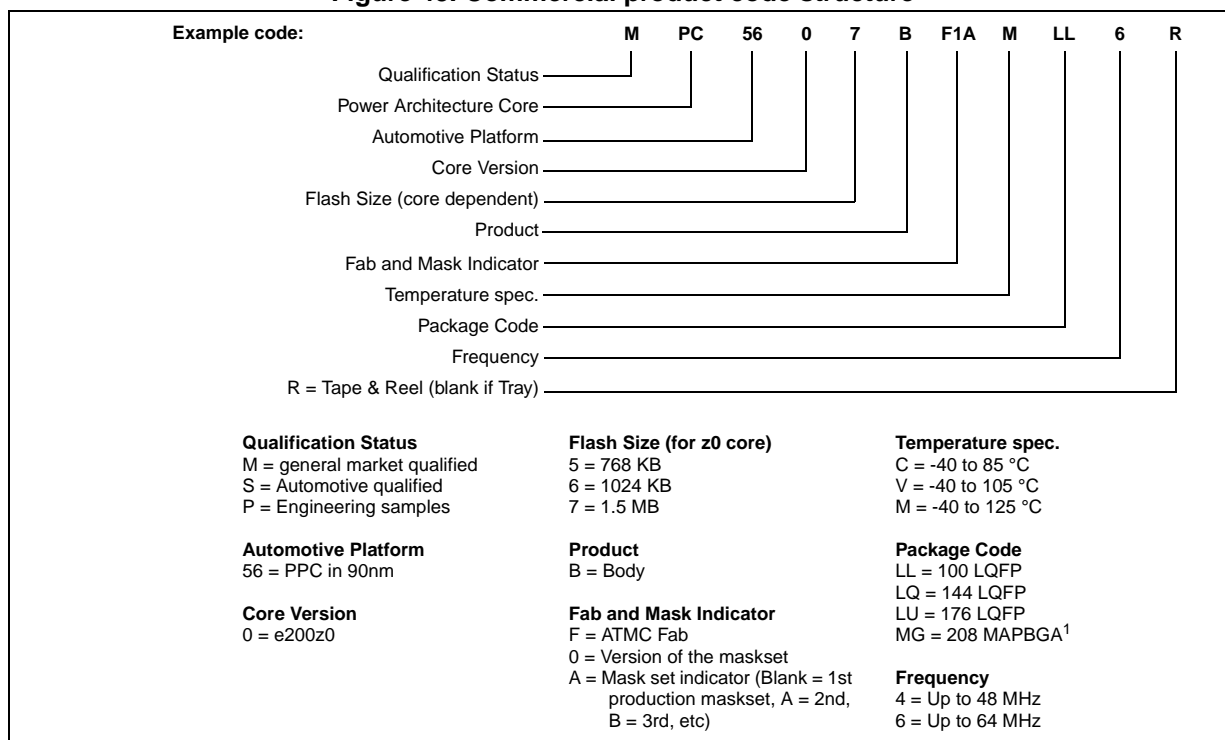 Example code: M PC 56 0 7 B F1A M LL 6 R
Qualification Status
Power Architecture Core
Automotive Platform
Core Version
Flash Size (core dependent)
Product
Fab and Mask Indicator
Temperature spec.
Package Code
Frequency
R = Tape & Reel (blank if Tray)
Qualification Status
M = general market qualified
S = Automotive qualified
P = Engineering samples
Automotive Platform
56 = PPC in 90nm
Core Version
0 = e200z0
Flash Size (for z0 core)
5 = 768 KB
6 = 1024 KB
7 = 1.5 MB
Product
B = Body
Fab and Mask Indicator
F = ATMC Fab
0 = Version of the maskset
A = Mask set indicator (Blank = 1st
production maskset, A = 2nd,
B = 3rd, etc)
Temperature spec.
C = -40 to 85 °C
V = -40 to 105 °C
M = -40 to 125 °C
Package Code
LL = 100 LQFP
LQ = 144 LQFP
LU = 176 LQFP
MG = 208 MAPBGA1
Frequency
4 = Up to 48 MHz
6 = Up to 64 MHz